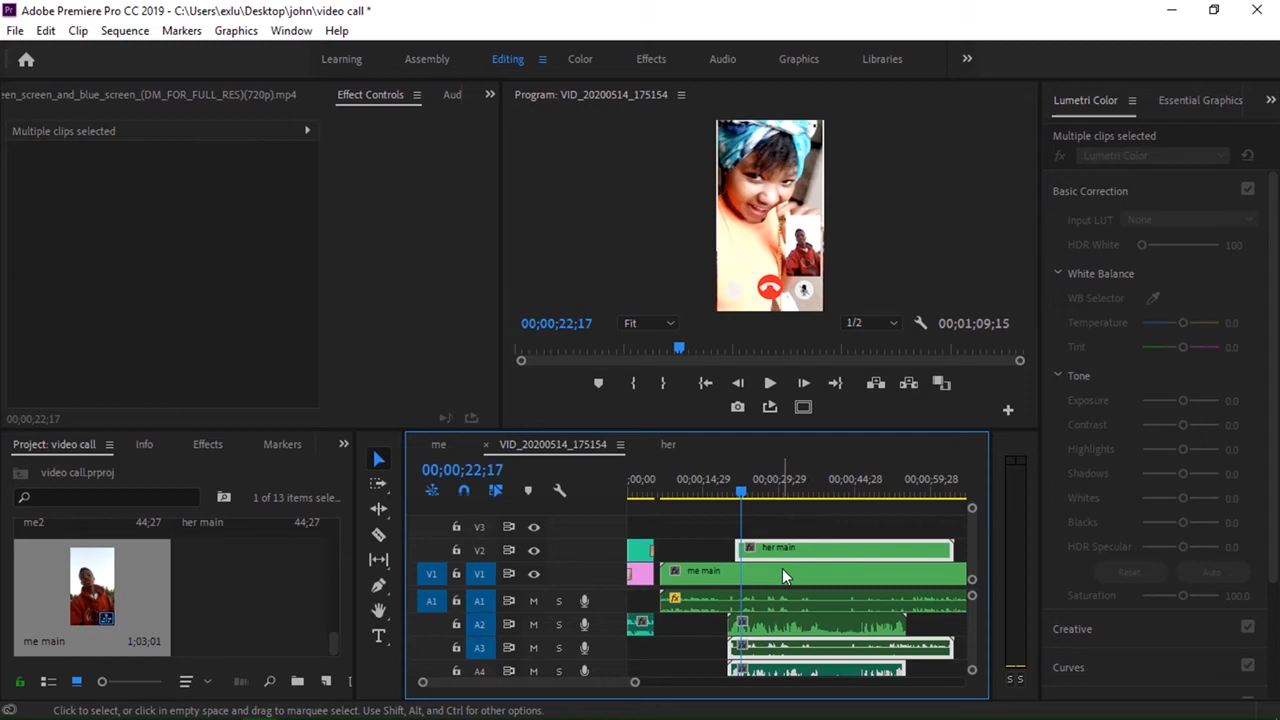 Adobe Premiere Pro CC 2019 - C:\Users\exlu\Desktop\john\video call *
File Edit Clip Sequence Markers Graphics Window Help
Learning Assembly Editing Color Effects Audio Graphics Libraries
een_screen_and_blue_screen_(DM_FOR_FULL_RES)(720p).mp4 Effect Controls Aud
Program: VID_20200514_175154
Lumetri Color Essential Graphics
Multiple clips selected
Multiple clips selected
fx Lumetri Color
Basic Correction
Input LUT None
HDR White 100
White Balance
WB Selector
Temperature 0.0
Tint 0.0
Tone
Exposure 0.0
Contrast 0.0
Highlights 0.0
Shadows 0.0
Whites 0.0
Blacks 0.0
HDR Specular 0.0
Reset Auto
Saturation 100.0
Creative
Curves
00;00;22;17 Fit 1/2 00;01;09;15
00;00;22;17
Project: video call Info Effects Markers
video call.prproj
1 of 13 items sele...
me2 44;27 her main 44;27
me main 1;03;01
me × VID_20200514_175154 her
00;00;22;17
;00;00 00;00;14;29 00;00;29;29 00;00;44;28 00;00;59;28
V3
V2 her main
V1 V1 me main
A1 A1 M S fx
A2 M S
A3 M S
A4 M S
S S
Click to select, or click in empty space and drag to marquee select. Use Shift, Alt, and Ctrl for other options.